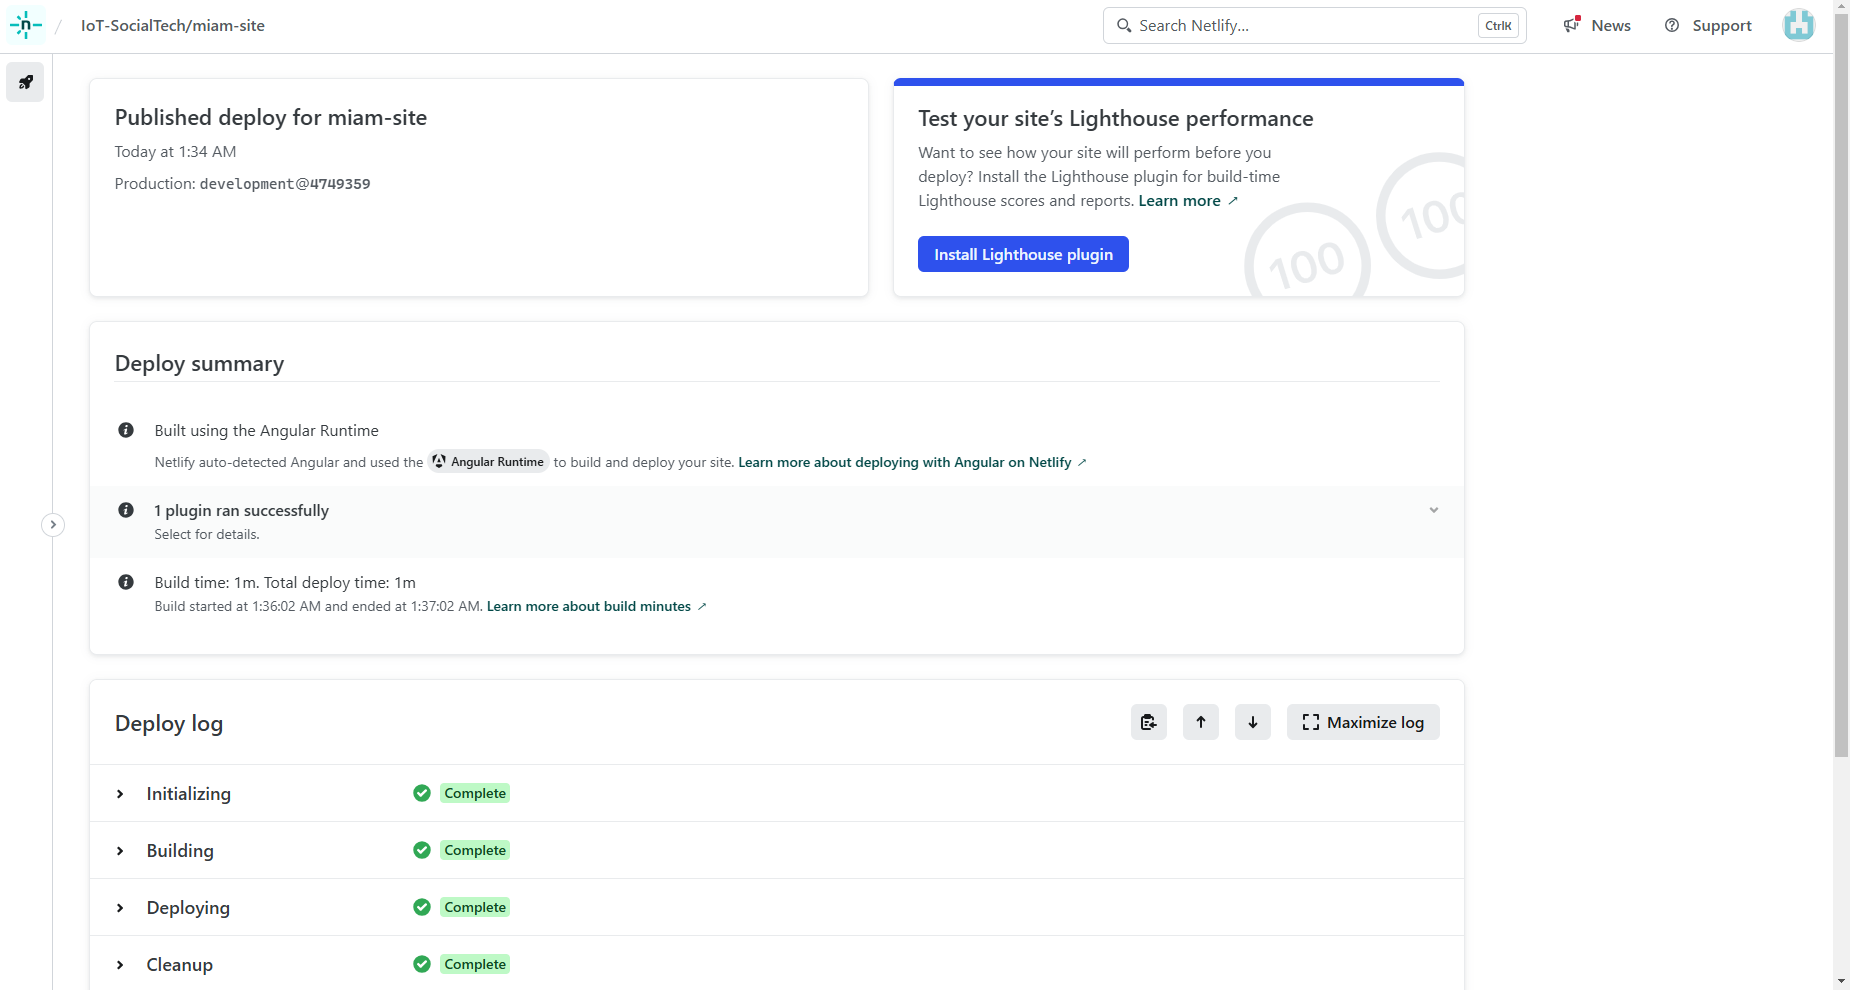 IoT-SocialTech/miam-site
Search Netlify...
CtrlK
News
Support
Published deploy for miam-site
Today at 1:34 AM
Production: development@4749359
Test your site’s Lighthouse performance
Want to see how your site will perform before you
deploy? Install the Lighthouse plugin for build-time
Lighthouse scores and reports. Learn more ↗
Install Lighthouse plugin
100
100
Deploy summary
Built using the Angular Runtime
Netlify auto-detected Angular and used the Angular Runtime to build and deploy your site. Learn more about deploying with Angular on Netlify ↗
1 plugin ran successfully
Select for details.
Build time: 1m. Total deploy time: 1m
Build started at 1:36:02 AM and ended at 1:37:02 AM. Learn more about build minutes ↗
Deploy log
Maximize log
Initializing Complete
Building Complete
Deploying Complete
Cleanup Complete